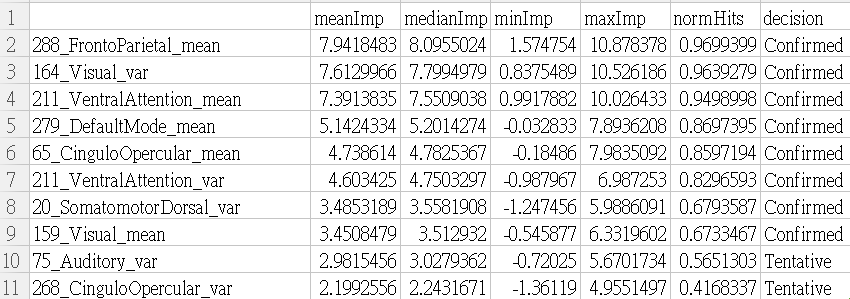 1 meanImp medianImp minImp maxImp normHits decision
2 288_FrontoParietal_mean 7.9418483 8.0955024 1.574754 10.878378 0.9699399 Confirmed
3 164_Visual_var 7.6129966 7.7994979 0.8375489 10.526186 0.9639279 Confirmed
4 211_VentralAttention_mean 7.3913835 7.5509038 0.9917882 10.026433 0.9498998 Confirmed
5 279_DefaultMode_mean 5.1424334 5.2014274 -0.032833 7.8936208 0.8697395 Confirmed
6 65_CinguloOpercular_mean 4.738614 4.7825367 -0.18486 7.9835092 0.8597194 Confirmed
7 211_VentralAttention_var 4.603425 4.7503297 -0.987967 6.987253 0.8296593 Confirmed
8 20_SomatomotorDorsal_var 3.4853189 3.5581908 -1.247456 5.9886091 0.6793587 Confirmed
9 159_Visual_mean 3.4508479 3.512932 -0.545877 6.3319602 0.6733467 Confirmed
10 75_Auditory_var 2.9815456 3.0279362 -0.72025 5.6701734 0.5651303 Tentative
11 268_CinguloOpercular_var 2.1992556 2.2431671 -1.36119 4.9551497 0.4168337 Tentative